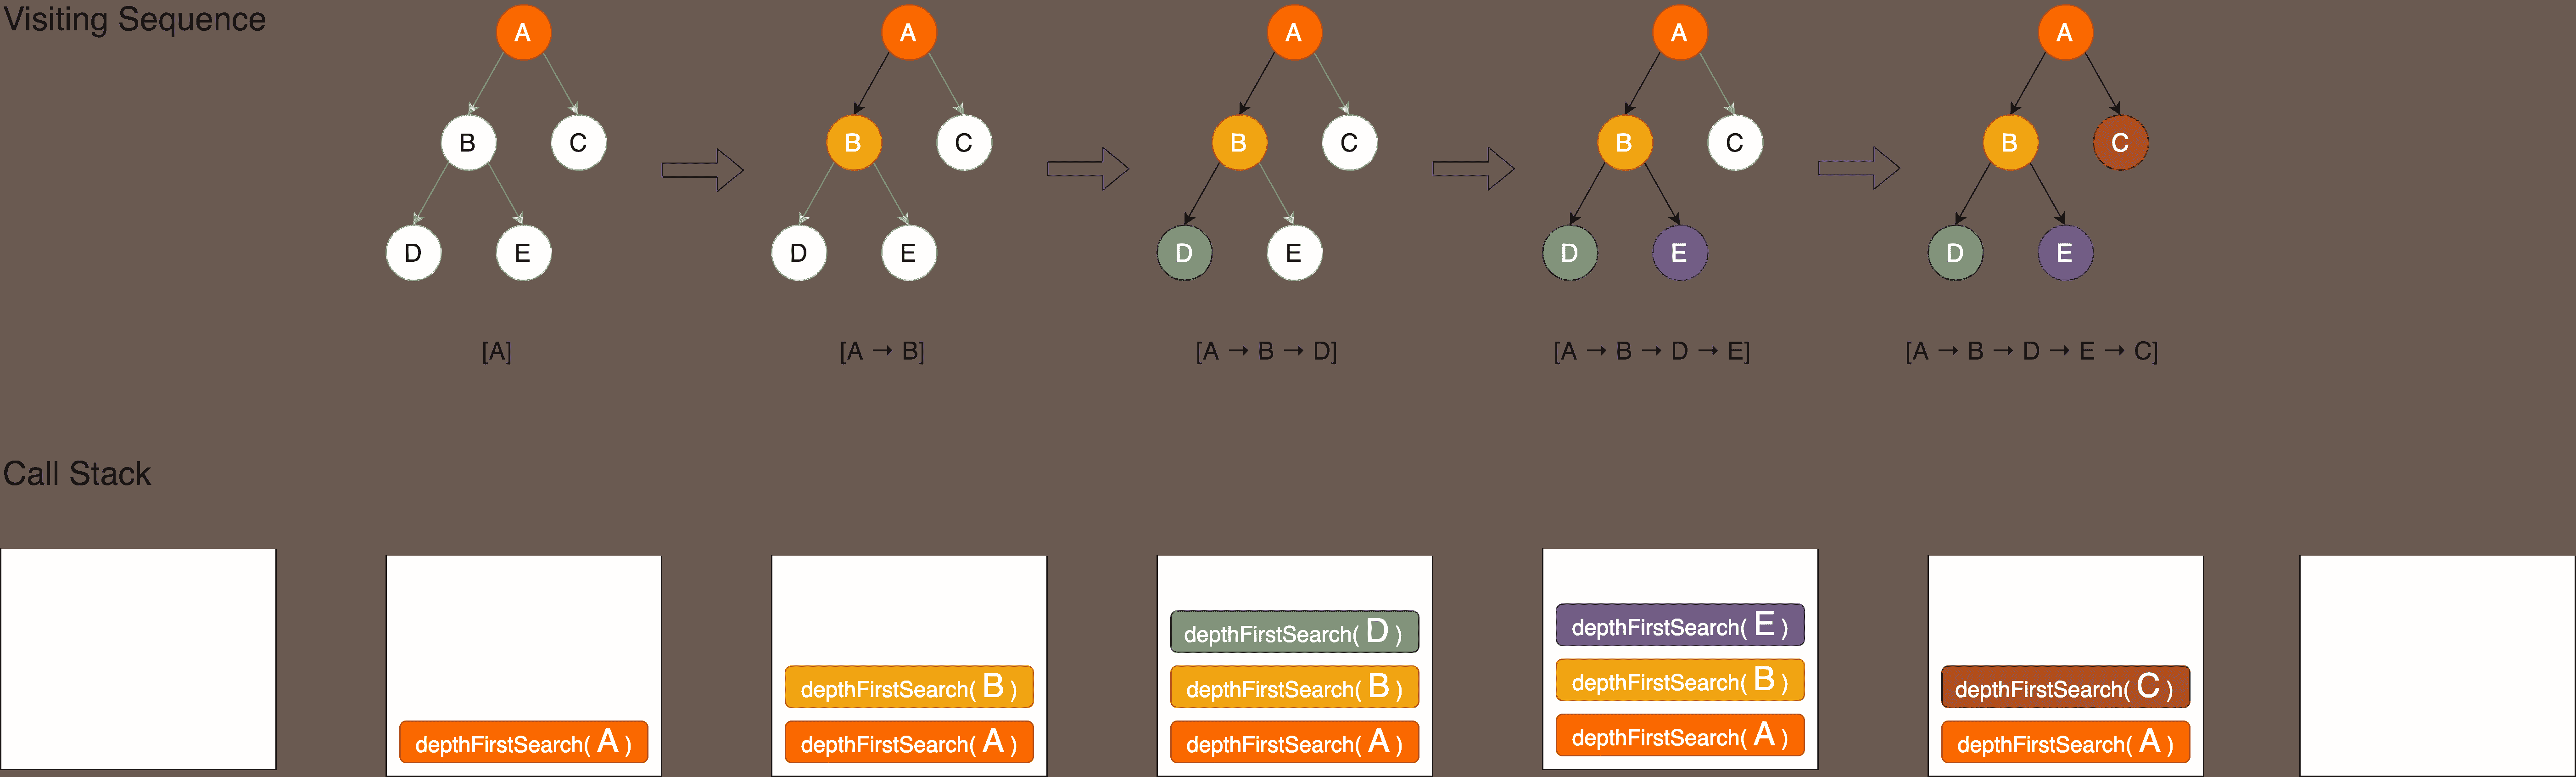 Visiting Sequence
A A A A A
B C B C B C B C B C
D E D E D E D E D E
[A] [A → B] [A → B → D] [A → B → D → E] [A → B → D → E → C]
Call Stack
depthFirstSearch( A )
depthFirstSearch( B )
depthFirstSearch( A )
depthFirstSearch( D )
depthFirstSearch( B )
depthFirstSearch( A )
depthFirstSearch( E )
depthFirstSearch( B )
depthFirstSearch( A )
depthFirstSearch( C )
depthFirstSearch( A )